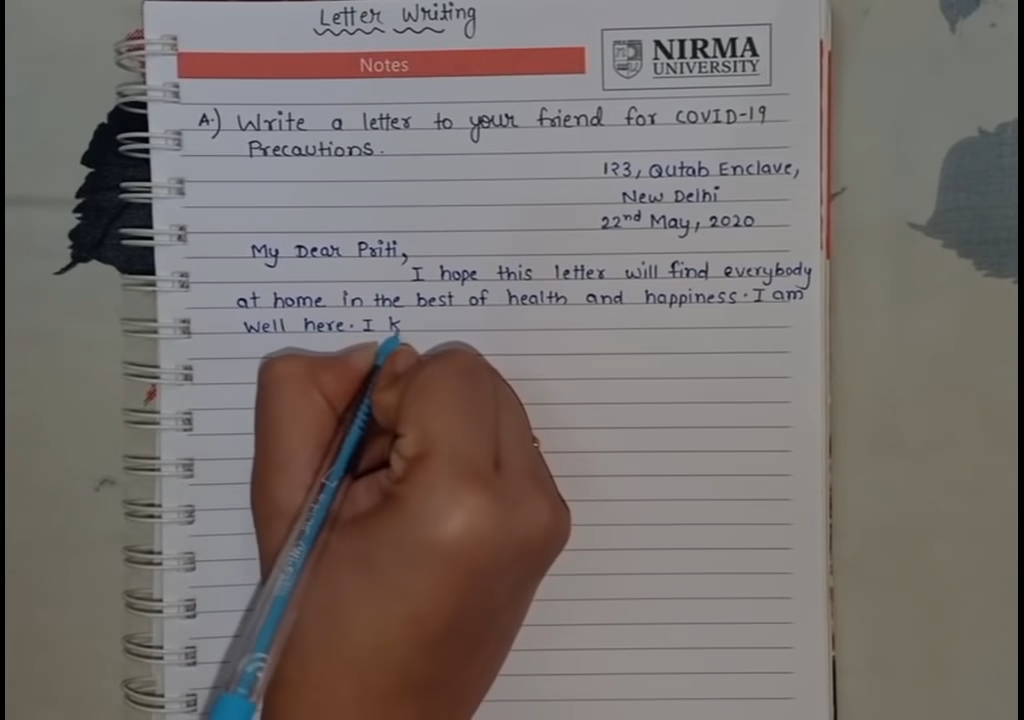 Letter Writing
Notes
NIRMA
UNIVERSITY
A.) Write a letter to your friend for COVID-19
Precautions.
123, Qutab Enclave,
New Delhi
22nd May, 2020
My Dear Priti,
I hope this letter will find everybody
at home in the best of health and happiness. I am
well here. I k